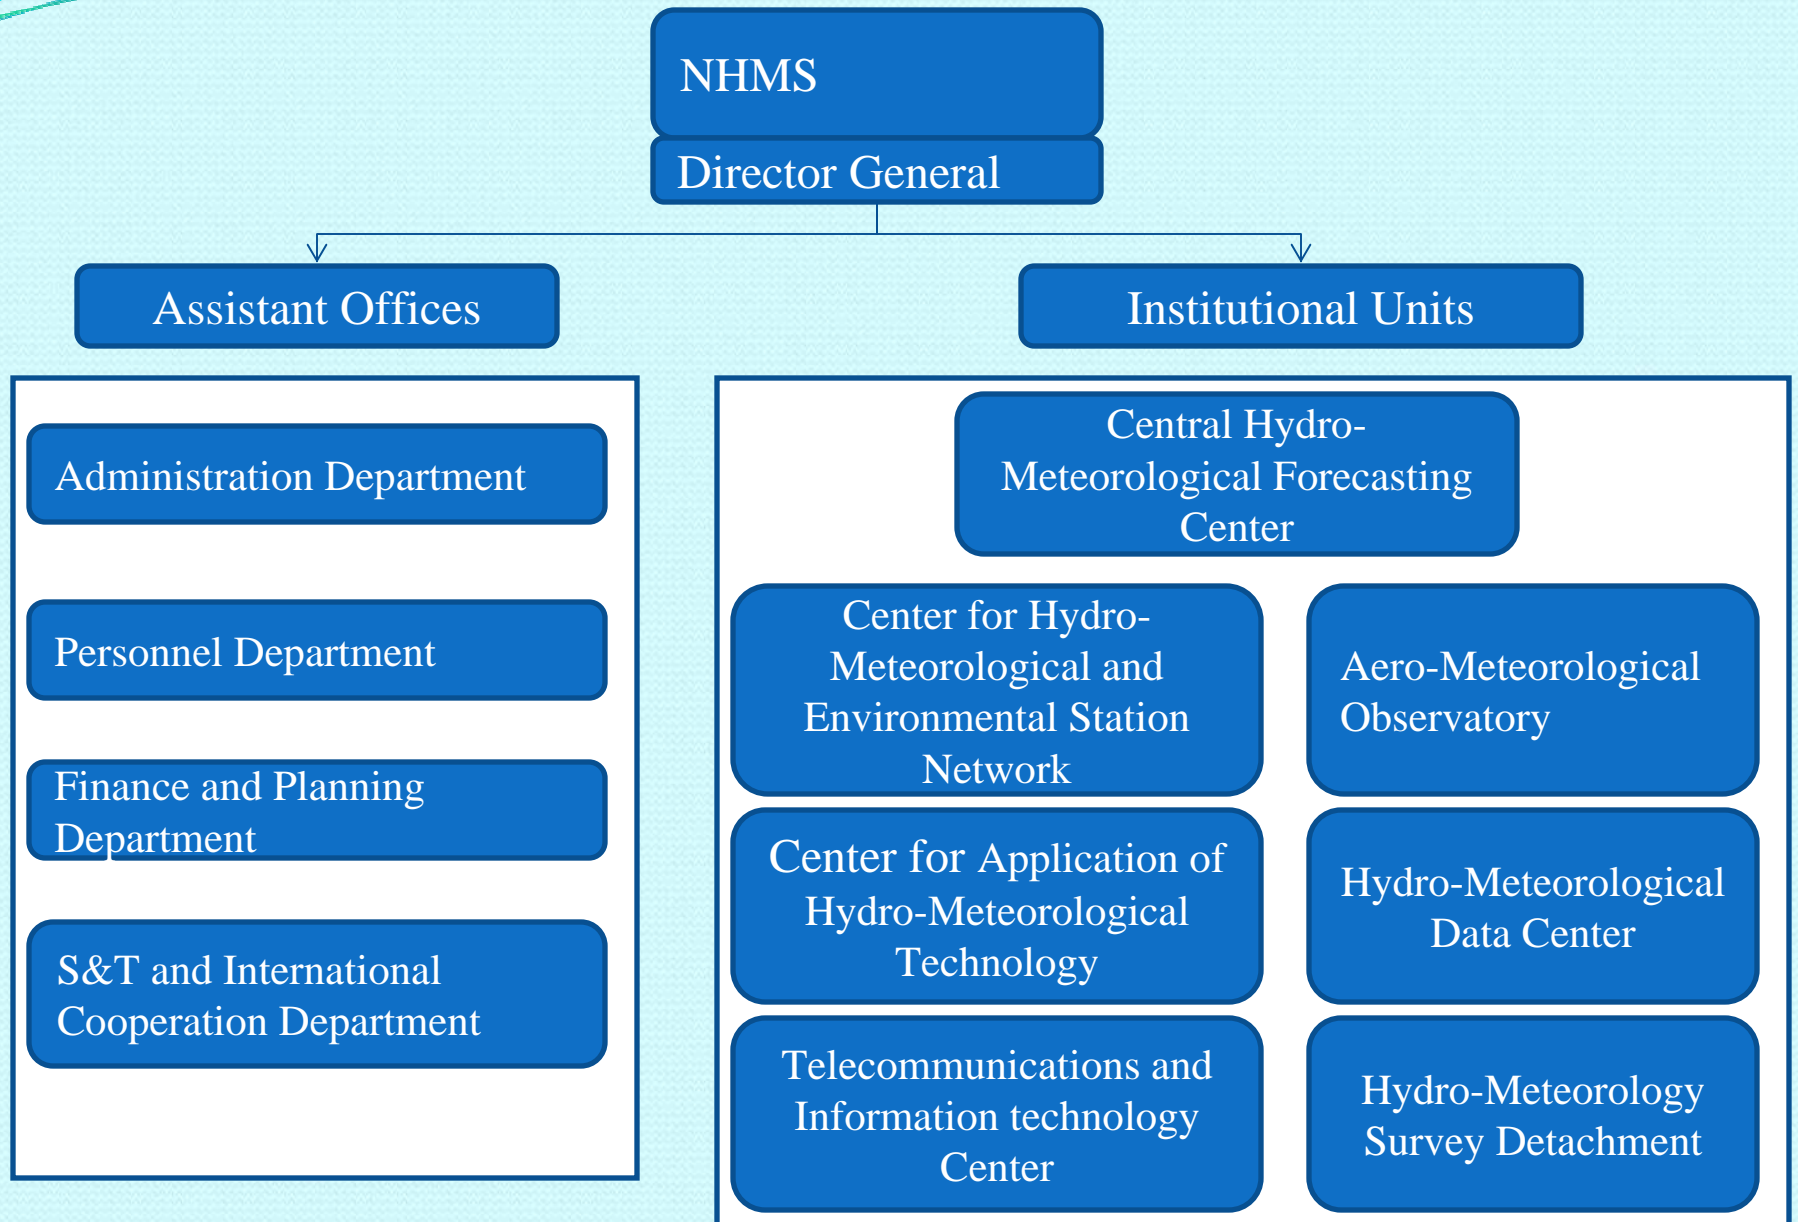 NHMS
Director General
Assistant Offices
Institutional Units
Administration Department
Personnel Department
Finance and Planning
Department
S&T and International
Cooperation Department
Central Hydro-
Meteorological Forecasting
Center
Center for Hydro-
Meteorological and
Environmental Station
Network
Aero-Meteorological
Observatory
Center for Application of
Hydro-Meteorological
Technology
Hydro-Meteorological
Data Center
Telecommunications and
Information technology
Center
Hydro-Meteorology
Survey Detachment